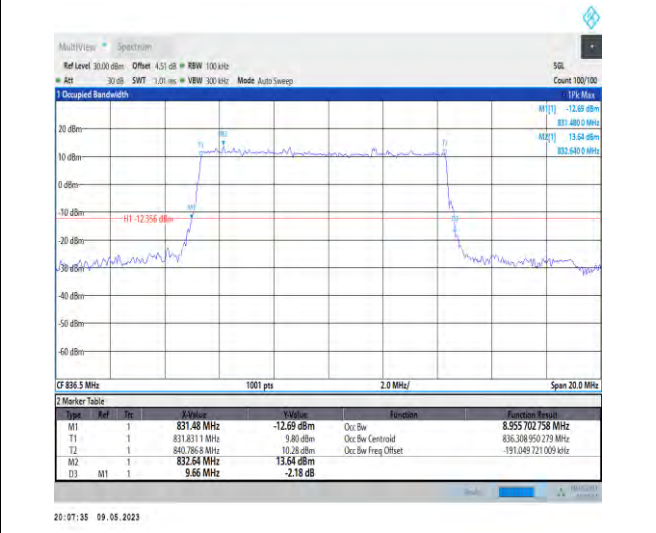 MultiView Spectrum
Ref Level 30.00 dBm Offset 4.51 dB RBW 100 kHz SGL
Att 30 dB SWT 1.01 ms VBW 300 kHz Mode Auto Sweep Count 100/100
1 Occupied Bandwidth 1Pk Max
M1[1] -12.69 dBm
831.480 0 MHz
M2[1] 13.64 dBm
832.640 0 MHz
20 dBm
M2
T1
T2
10 dBm
0 dBm
M1
-10 dBm
H1 -12.356 dBm
D3
-20 dBm
-30 dBm
-40 dBm
-50 dBm
-60 dBm
CF 836.5 MHz 1001 pts 2.0 MHz/ Span 20.0 MHz
2 Marker Table
Type Ref Trc X-Value Y-Value Function Function Result
M1 1 831.48 MHz -12.69 dBm Occ Bw 8.955 702 758 MHz
T1 1 831.831 1 MHz 9.80 dBm Occ Bw Centroid 836.308 950 279 MHz
T2 1 840.786 8 MHz 10.28 dBm Occ Bw Freq Offset -191.049 721 009 kHz
M2 1 832.64 MHz 13.64 dBm
D3 M1 1 9.66 MHz -2.18 dB
20:07:35 09.05.2023